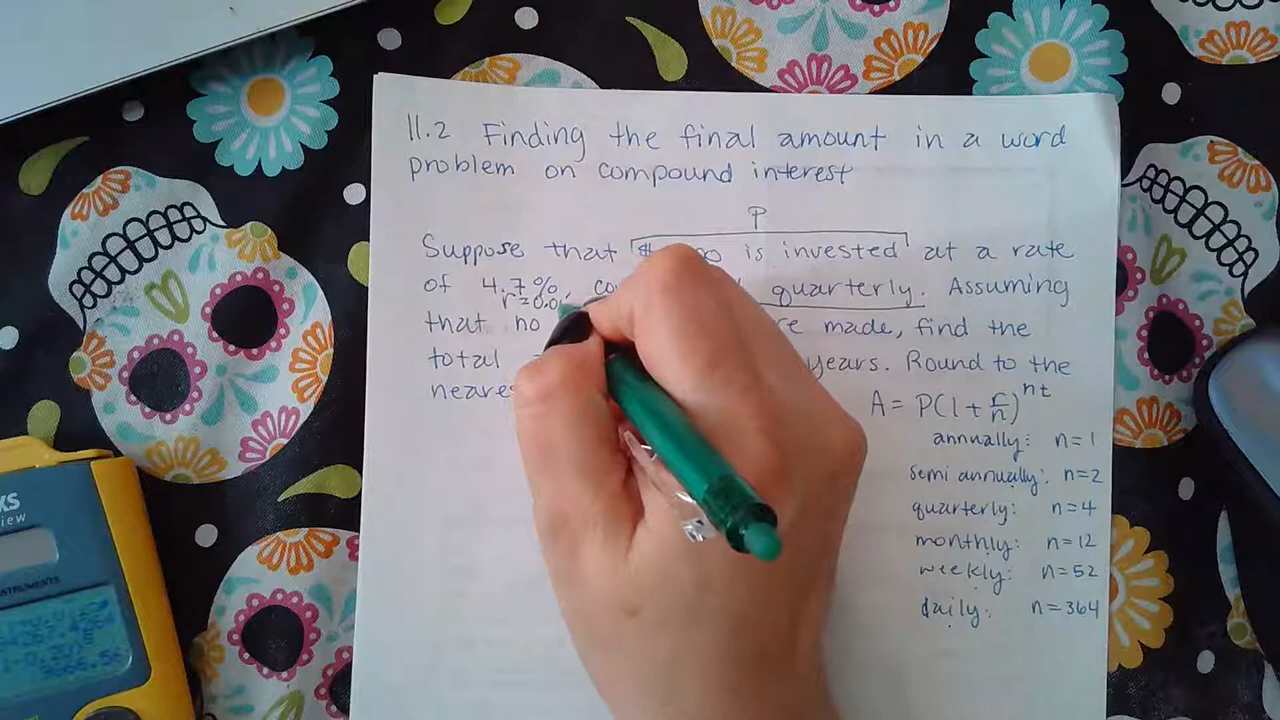 11.2 Finding the final amount in a word
problem on compound interest
P
Suppose that $ is invested at a rate
of 4.7%, quarterly. Assuming
r=0.0
that no made, find the
total years. Round to the
A = P(1 + r/n)^nt
annually: n=1
semi annually: n=2
quarterly: n=4
monthly: n=12
weekly: n=52
daily: n=364